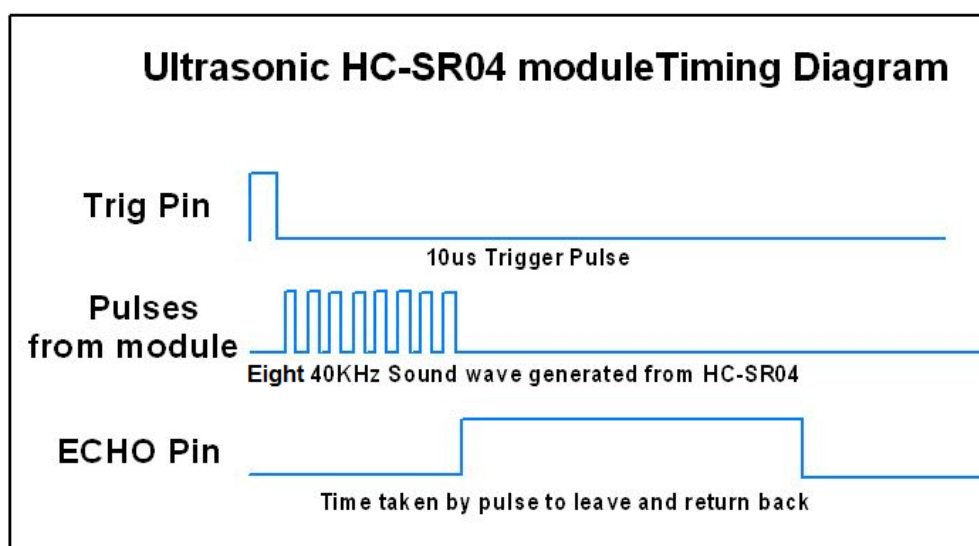 Ultrasonic HC-SR04 moduleTiming Diagram
Trig Pin
10us Trigger Pulse
Pulses
from module
Eight 40KHz Sound wave generated from HC-SR04
ECHO Pin
Time taken by pulse to leave and return back